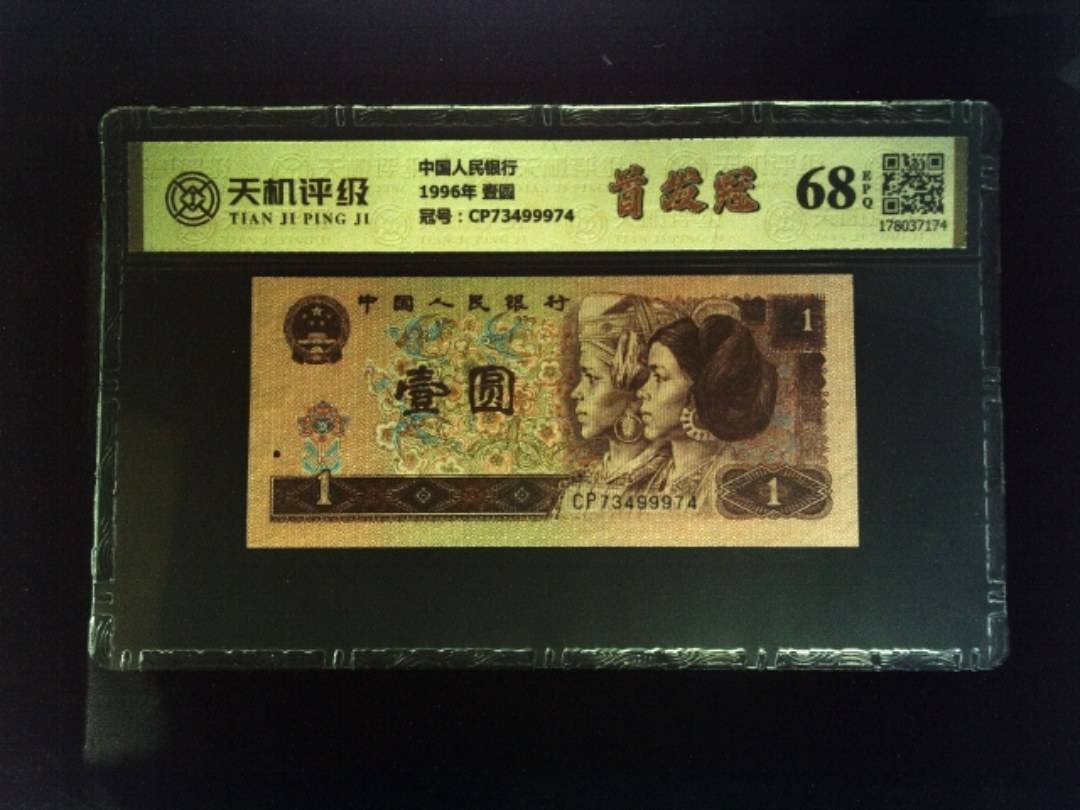 天机评级
TIAN JI PING JI
中国人民银行
1996年 壹圆
冠号：CP73499974
首发冠
68
EPQ
178037174
中国人民银行
1
壹圆
1
CP73499974
1